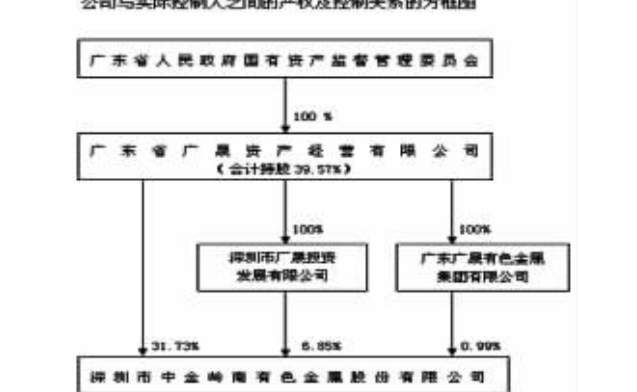 公司与实际控制人之间的产权及控制关系的方框图
广东省人民政府国有资产监督管理委员会
100 %
广东省广晟资产经营有限公司
(合计持股39.57%)
100%
100%
深圳市广晟投资
发展有限公司
广东广晟有色金属
集团有限公司
31.73%
6.85%
0.99%
深圳市中金岭南有色金属股份有限公司